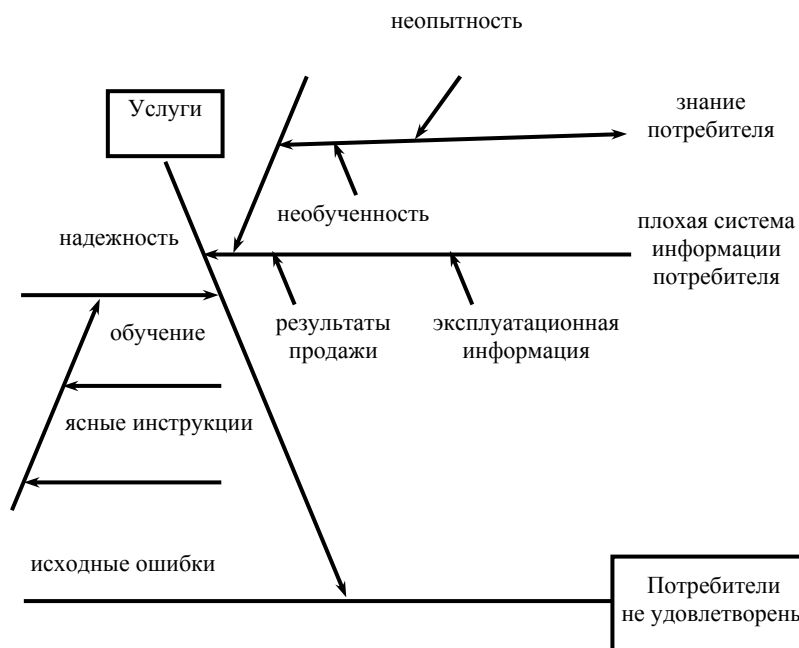 неопытность
Услуги
знание
потребителя
необученность
надежность
плохая система
информации
потребителя
обучение
результаты
продажи
эксплуатационная
информация
ясные инструкции
исходные ошибки
Потребители
не удовлетворены